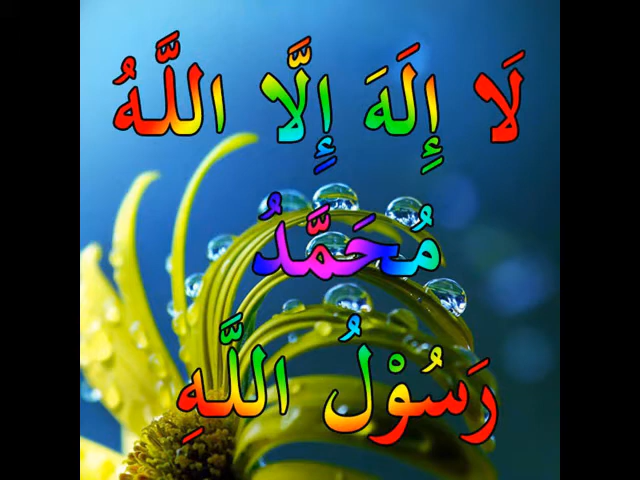 لَا إِلَهَ إِلَّا اللَّهُ
مُحَمَّدُ
رَسُوْلُ اللَّهِ